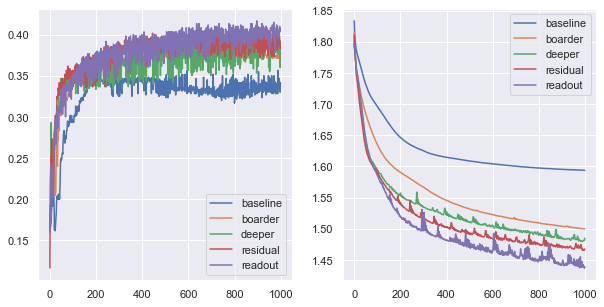 0.40
0.35
0.30
0.25
0.20
0.15
0 200 400 600 800 1000
baseline
boarder
deeper
residual
readout
1.85
1.80
1.75
1.70
1.65
1.60
1.55
1.50
1.45
0 200 400 600 800 1000
baseline
boarder
deeper
residual
readout